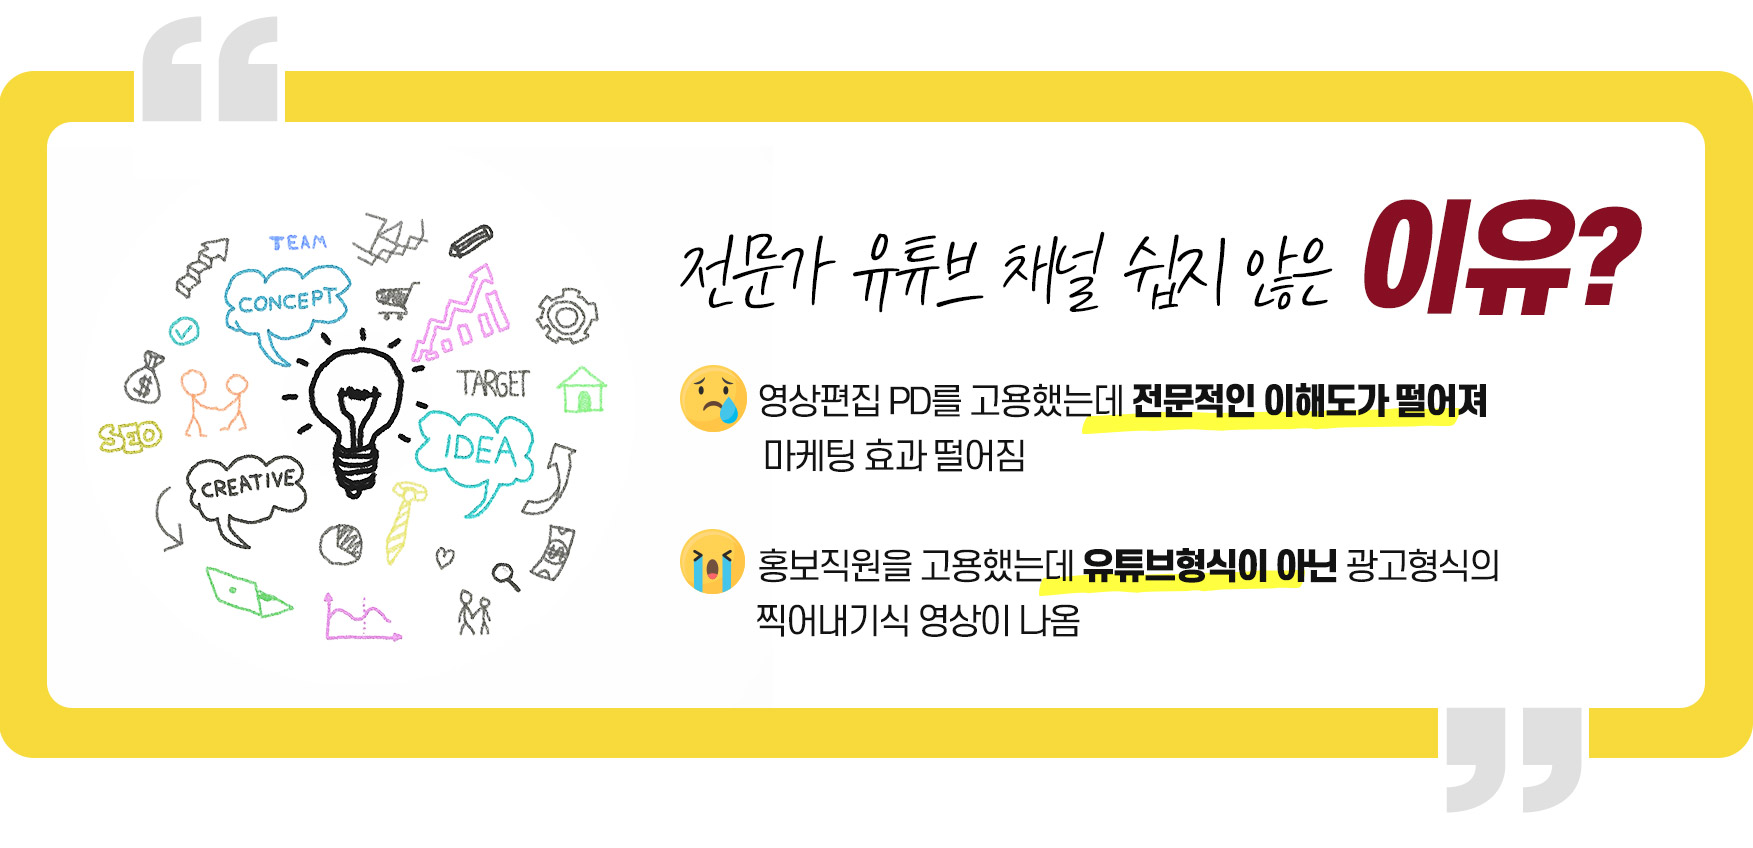 전문가 유튜브 채널 쉽지 않은 이유?
영상편집 PD를 고용했는데 전문적인 이해도가 떨어져
마케팅 효과 떨어짐
홍보직원을 고용했는데 유튜브형식이 아닌 광고형식의
찍어내기식 영상이 나옴
TEAM
CONCEPT
TARGET
SEO
IDEA
CREATIVE
$
$